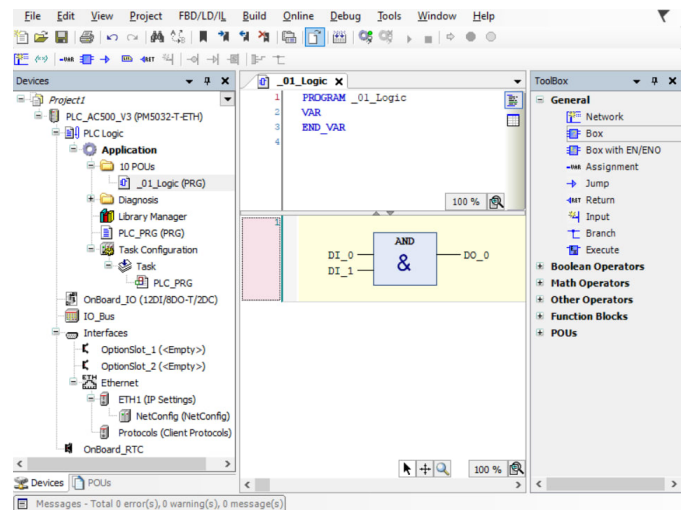 File Edit View Project FBD/LD/IL Build Online Debug Tools Window Help
Devices
Project1
PLC_AC500_V3 (PM5032-T-ETH)
PLC Logic
Application
10 POUs
_01_Logic (PRG)
Diagnosis
Library Manager
PLC_PRG (PRG)
Task Configuration
Task
PLC_PRG
OnBoard_IO (12DI/8DO-T/2DC)
IO_Bus
Interfaces
OptionSlot_1 (<Empty>)
OptionSlot_2 (<Empty>)
ETH Ethernet
ETH1 (IP Settings)
NetConfig (NetConfig)
Protocols (Client Protocols)
OnBoard_RTC
Devices POUs
_01_Logic
1 PROGRAM _01_Logic
2 VAR
3 END_VAR
4
100 %
1
AND
DI_0 & DO_0
DI_1
100 %
ToolBox
General
Network
Box
Box with EN/ENO
VAR Assignment
Jump
RET Return
Input
Branch
Execute
Boolean Operators
Math Operators
Other Operators
Function Blocks
POUs
Messages - Total 0 error(s), 0 warning(s), 0 message(s)